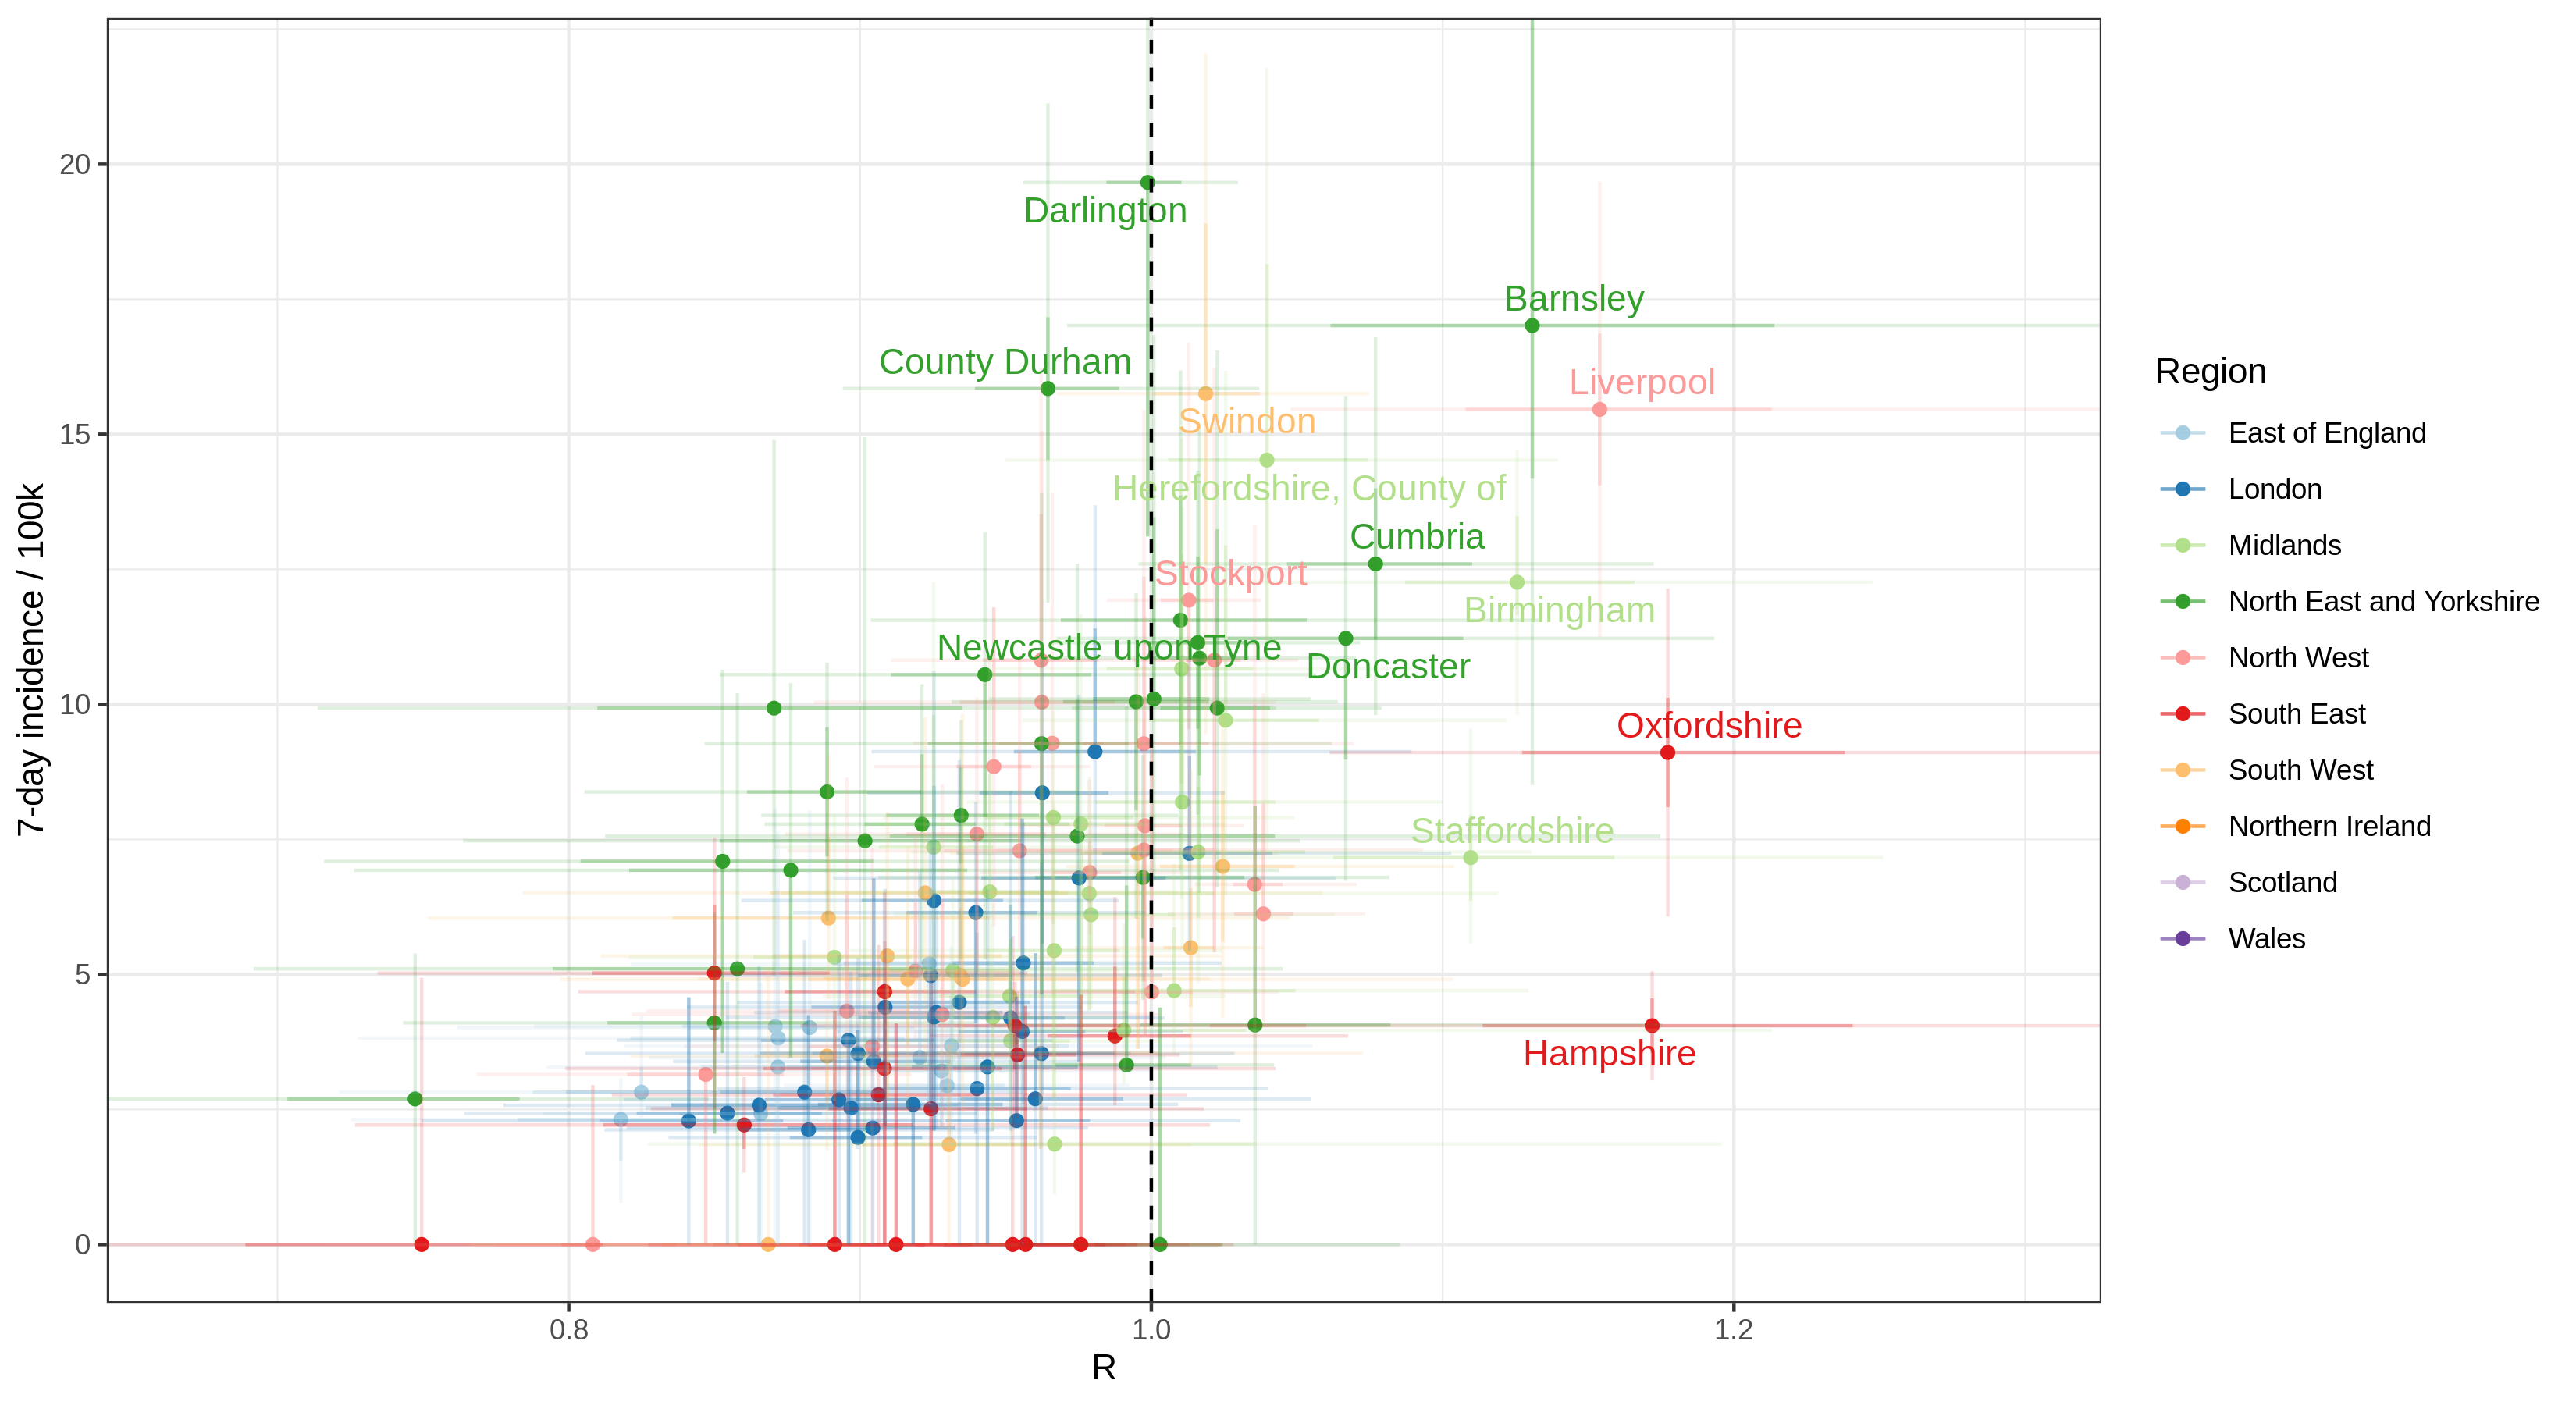 20
15
10
5
0
7-day incidence / 100k
0.8
1.0
1.2
R
Darlington
Barnsley
County Durham
Liverpool
Swindon
Herefordshire, County of
Cumbria
Stockport
Birmingham
Newcastle upon Tyne
Doncaster
Oxfordshire
Staffordshire
Hampshire
Region
East of England
London
Midlands
North East and Yorkshire
North West
South East
South West
Northern Ireland
Scotland
Wales